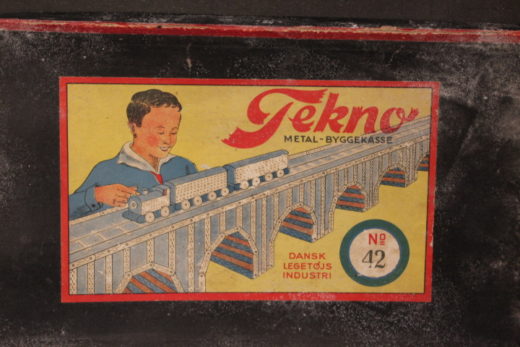 Tekno
METAL-BYGGEKASSE
DANSK
LEGETØJS
INDUSTRI
No
42